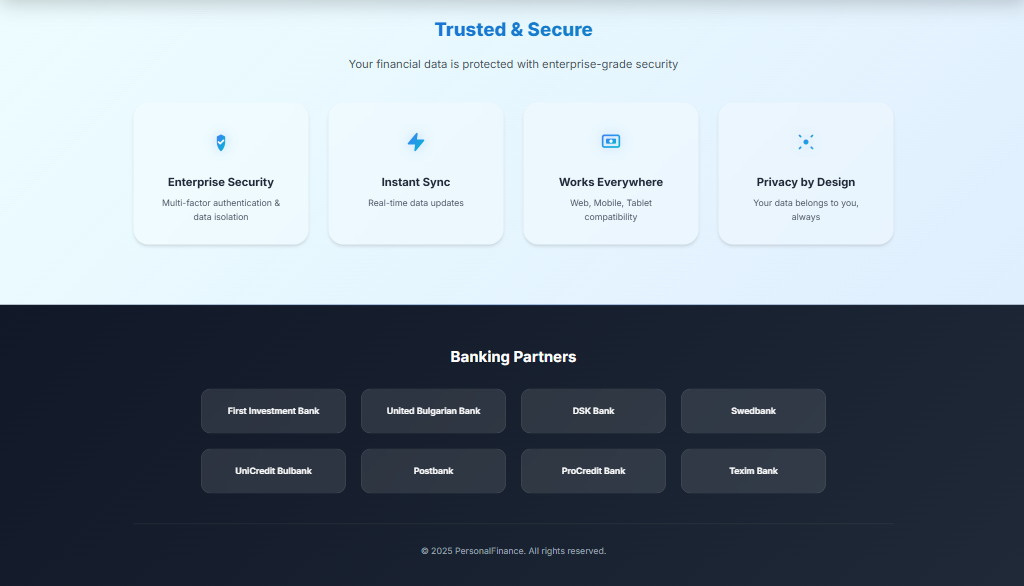 Trusted & Secure
Your financial data is protected with enterprise-grade security
Enterprise Security
Multi-factor authentication &
data isolation
Instant Sync
Real-time data updates
Works Everywhere
Web, Mobile, Tablet
compatibility
Privacy by Design
Your data belongs to you,
always
Banking Partners
First Investment Bank
United Bulgarian Bank
DSK Bank
Swedbank
UniCredit Bulbank
Postbank
ProCredit Bank
Texim Bank
© 2025 PersonalFinance. All rights reserved.